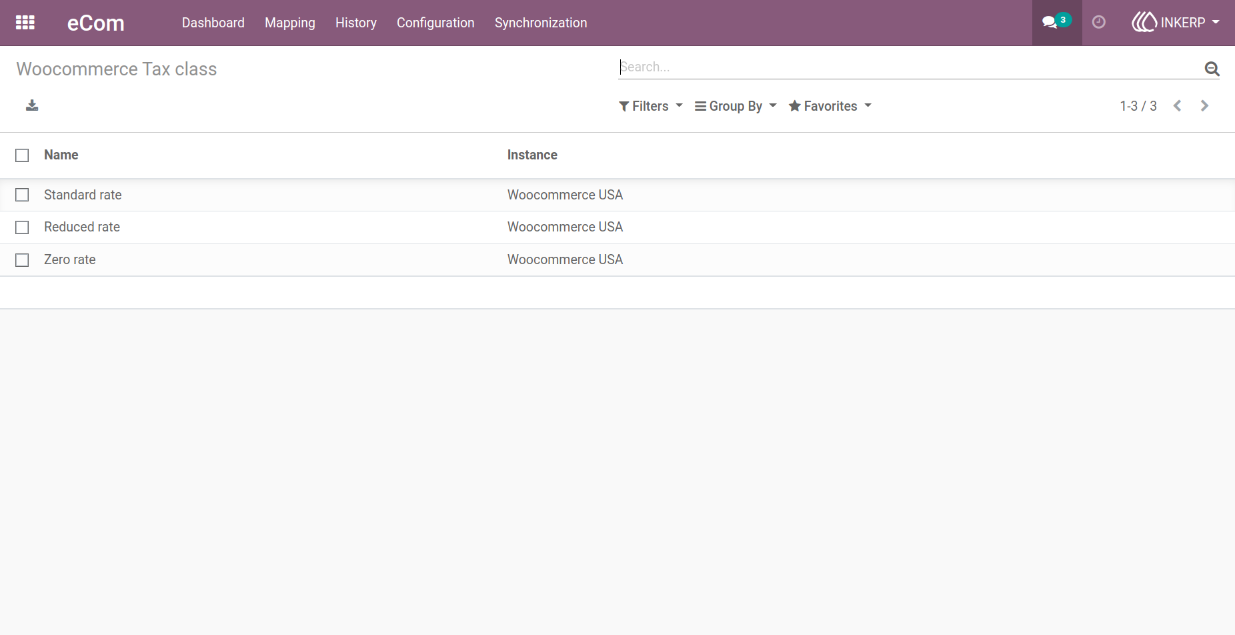 eCom Dashboard Mapping History Configuration Synchronization 3 INKERP
Woocommerce Tax class Search...
Filters Group By Favorites 1-3 / 3
Name Instance
Standard rate Woocommerce USA
Reduced rate Woocommerce USA
Zero rate Woocommerce USA